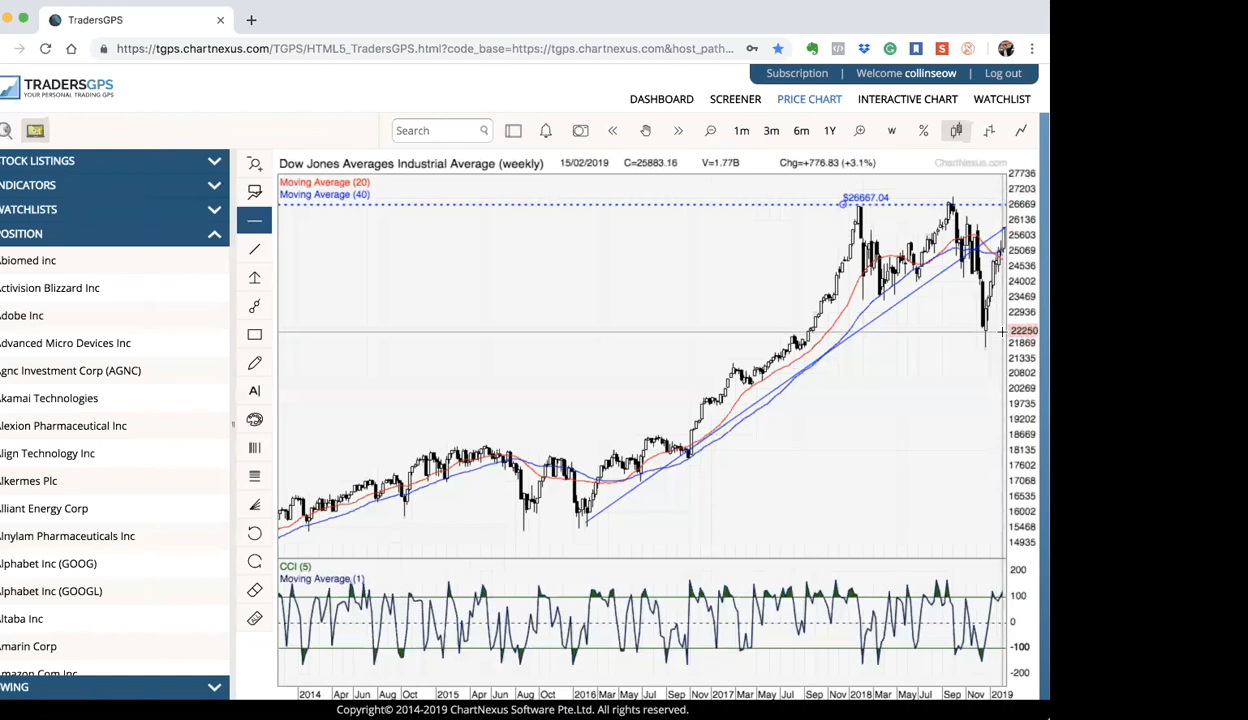 TradersGPS
https://tgps.chartnexus.com/TGPS/HTML5_TradersGPS.html?code_base=https://tgps.chartnexus.com&host_path...
Subscription | Welcome collinseow | Log out
TRADERSGPS
YOUR PERSONAL TRADING GPS
DASHBOARD SCREENER PRICE CHART INTERACTIVE CHART WATCHLIST
Search 1m 3m 6m 1Y W %
TOCK LISTINGS
NDICATORS
WATCHLISTS
OSITION
biomed inc
ctivision Blizzard Inc
dobe Inc
dvanced Micro Devices Inc
gnc Investment Corp (AGNC)
kamai Technologies
lexion Pharmaceutical Inc
lign Technology Inc
lkermes Plc
lliant Energy Corp
lnylam Pharmaceuticals Inc
lphabet Inc (GOOG)
lphabet Inc (GOOGL)
ltaba Inc
marin Corp
mazon Com Inc
WING
A|
Dow Jones Averages Industrial Average (weekly) 15/02/2019 C=25883.16 V=1.77B Chg=+776.83 (+3.1%) ChartNexus.com
Moving Average (20)
Moving Average (40)
$26667.04
27736
27203
26669
26136
25603
25069
24536
24002
23469
22936
22250
21869
21335
20802
20269
19735
19202
18669
18135
17602
17068
16535
16002
15468
14935
CCI (5)
Moving Average (1)
200
100
0
-100
-200
2014 Apr Jun Aug Oct 2015 Apr Jun Aug Oct 2016 Mar May Jul Sep Nov 2017 Mar May Jul Sep Nov 2018 Mar May Jul Sep Nov 2019
Copyright© 2014-2019 ChartNexus Software Pte.Ltd. All rights reserved.